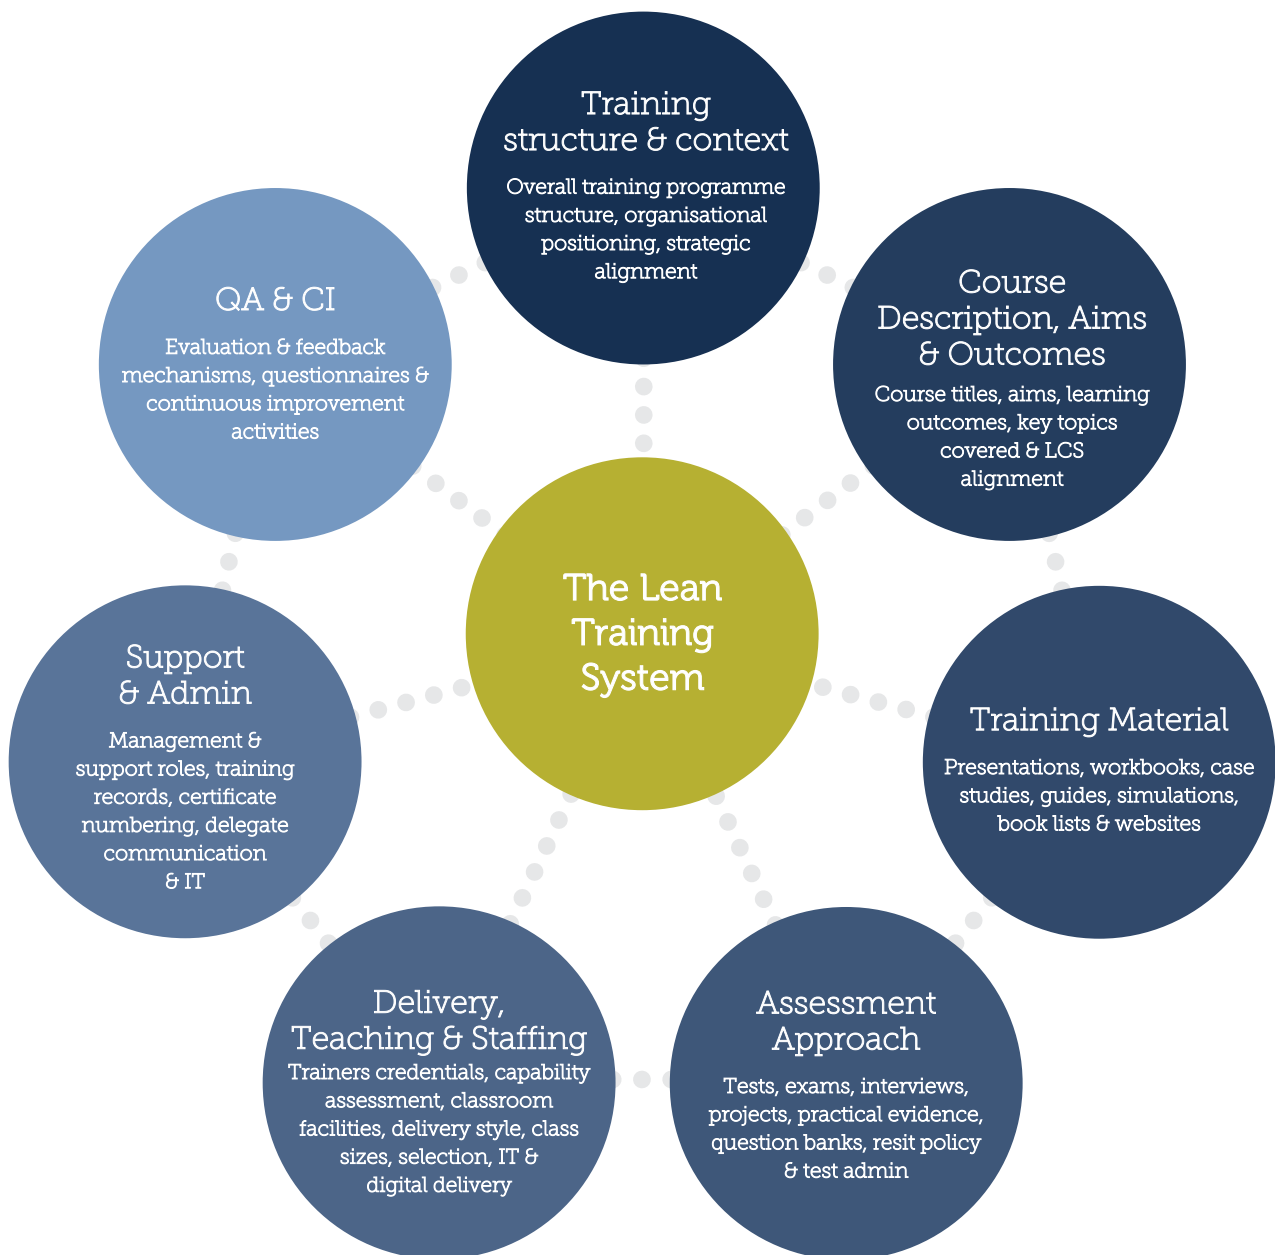 Training
structure & context
Overall training programme
structure, organisational
positioning, strategic
alignment
Course
Description, Aims
& Outcomes
Course titles, aims, learning
outcomes, key topics
covered & LCS
alignment
Training Material
Presentations, workbooks, case
studies, guides, simulations,
book lists & websites
Assessment
Approach
Tests, exams, interviews,
projects, practical evidence,
question banks, resit policy
& test admin
Delivery,
Teaching & Staffing
Trainers credentials, capability
assessment, classroom
facilities, delivery style, class
sizes, selection, IT &
digital delivery
Support
& Admin
Management &
support roles, training
records, certificate
numbering, delegate
communication
& IT
QA & CI
Evaluation & feedback
mechanisms, questionnaires &
continuous improvement
activities
The Lean
Training
System